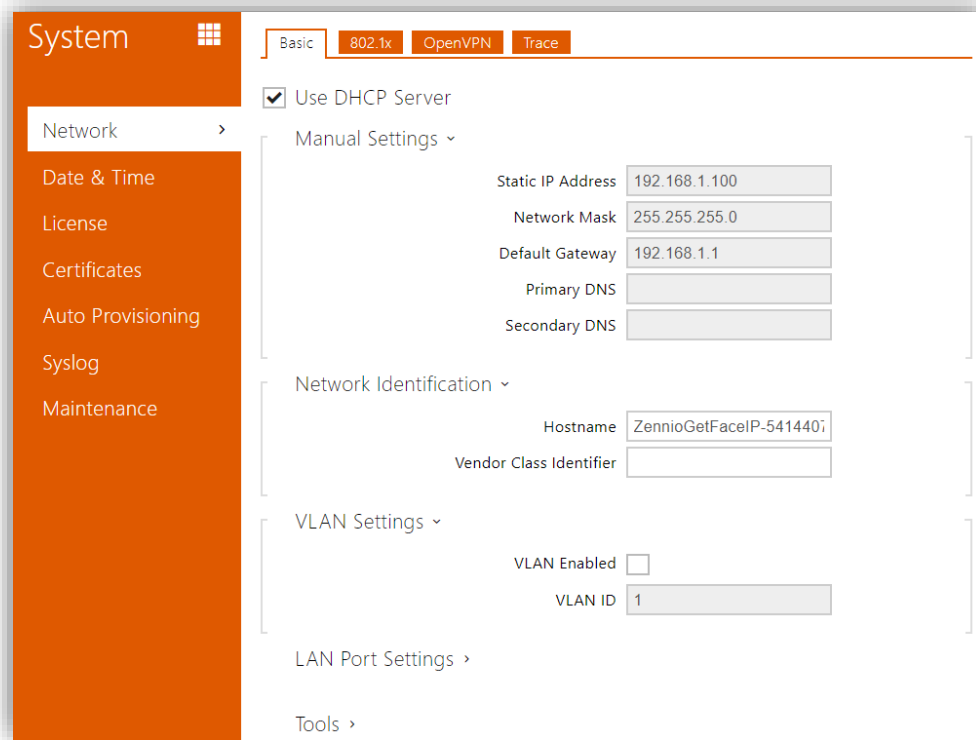 System
Network
Date & Time
License
Certificates
Auto Provisioning
Syslog
Maintenance
Basic 802.1x OpenVPN Trace
Use DHCP Server
Manual Settings
Static IP Address 192.168.1.100
Network Mask 255.255.255.0
Default Gateway 192.168.1.1
Primary DNS
Secondary DNS
Network Identification
Hostname ZennioGetFaceIP-5414407
Vendor Class Identifier
VLAN Settings
VLAN Enabled
VLAN ID 1
LAN Port Settings
Tools